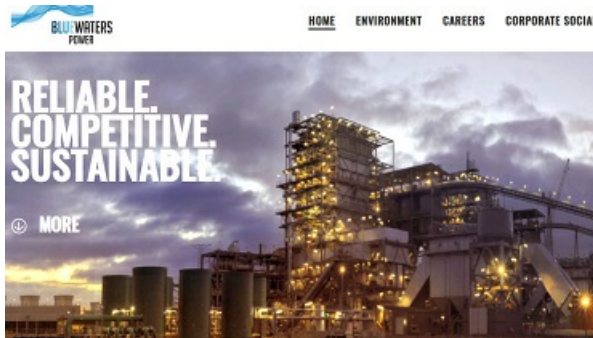 BLUEWATERS
POWER
HOME ENVIRONMENT CAREERS CORPORATE SOCIA
RELIABLE.
COMPETITIVE.
SUSTAINABLE.
MORE